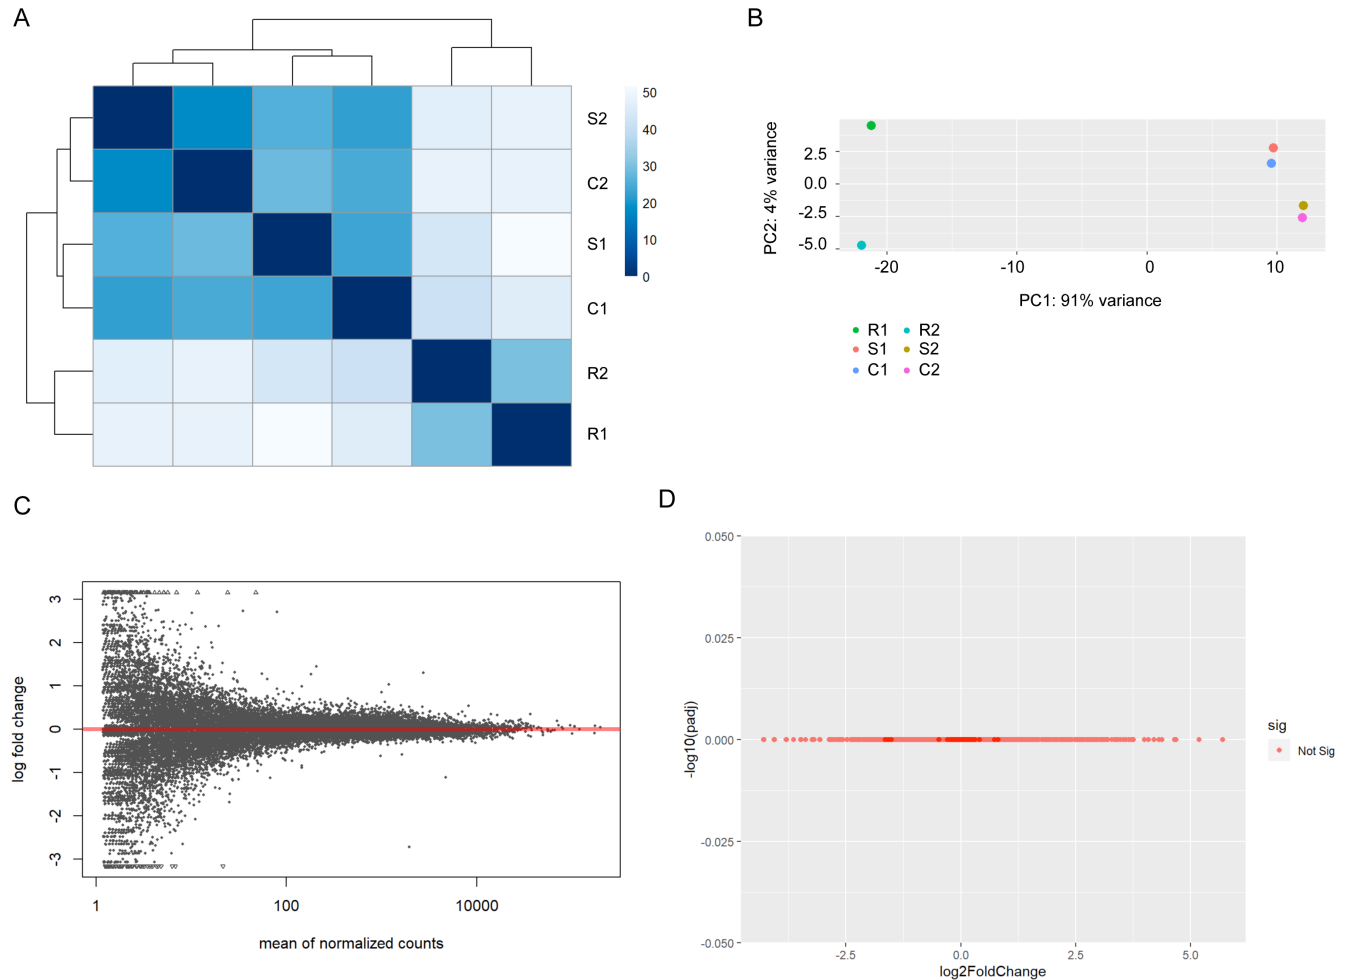 A
50
40
30
20
10
0
S2
C2
S1
C1
R2
R1
B
PC2: 4% variance
2.5
0.0
-2.5
-5.0
-20
-10
0
10
PC1: 91% variance
R1
R2
S1
S2
C1
C2
C
log fold change
3
2
1
0
-1
-2
-3
1
100
10000
mean of normalized counts
D
-log10(padj)
0.050
0.025
0.000
-0.025
-0.050
-2.5
0.0
2.5
5.0
log2FoldChange
sig
Not Sig